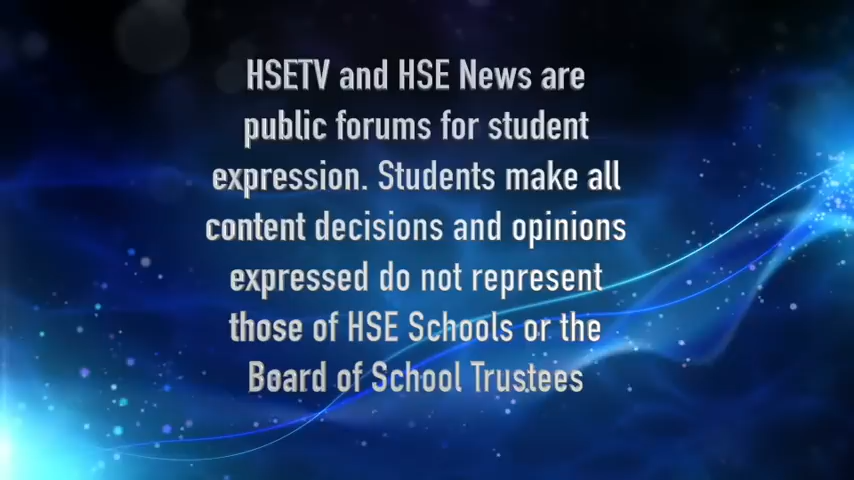 HSETV and HSE News are
public forums for student
expression. Students make all
content decisions and opinions
expressed do not represent
those of HSE Schools or the
Board of School Trustees